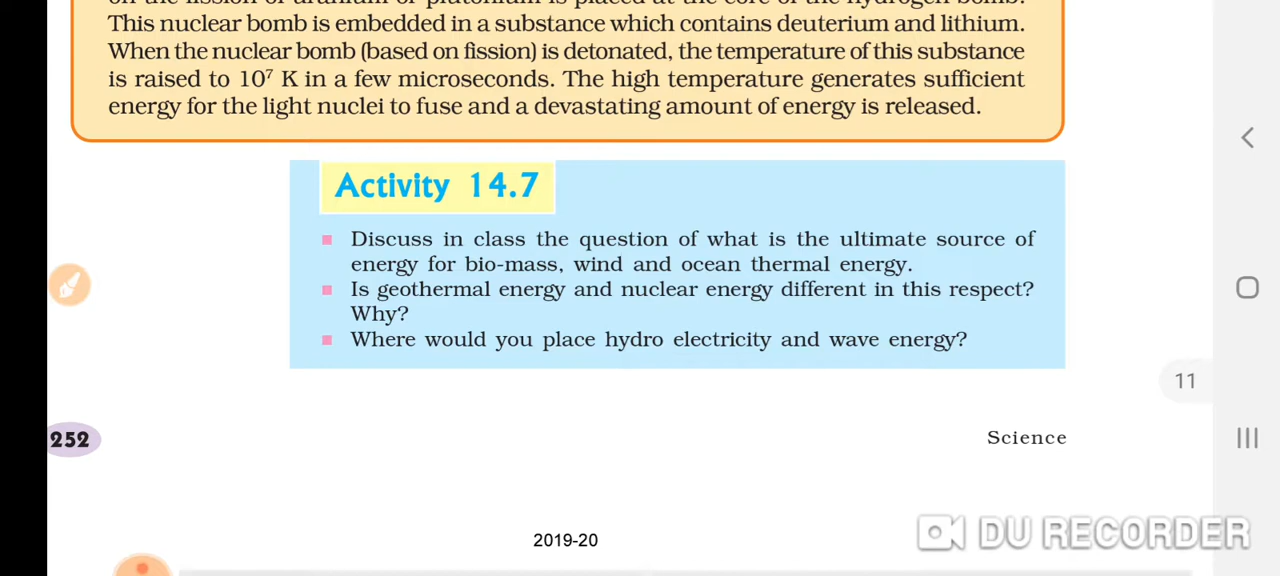 This nuclear bomb is embedded in a substance which contains deuterium and lithium.
When the nuclear bomb (based on fission) is detonated, the temperature of this substance
is raised to 10⁷ K in a few microseconds. The high temperature generates sufficient
energy for the light nuclei to fuse and a devastating amount of energy is released.
Activity 14.7
Discuss in class the question of what is the ultimate source of
energy for bio-mass, wind and ocean thermal energy.
Is geothermal energy and nuclear energy different in this respect?
Why?
Where would you place hydro electricity and wave energy?
11
252
Science
2019-20
DU RECORDER